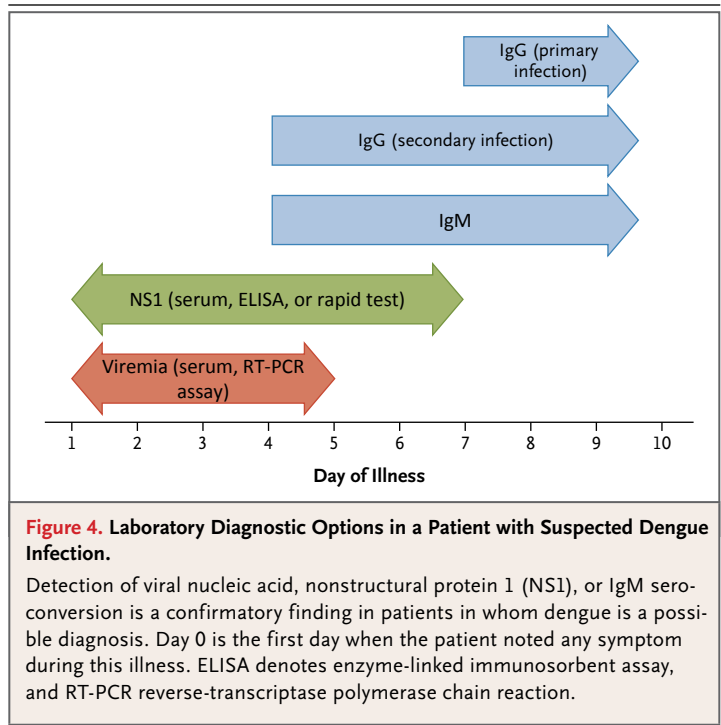 IgG (primary
infection)
IgG (secondary infection)
IgM
NS1 (serum, ELISA, or rapid test)
Viremia (serum, RT-PCR
assay)
1 2 3 4 5 6 7 8 9 10
Day of Illness
Figure 4. Laboratory Diagnostic Options in a Patient with Suspected Dengue
Infection.
Detection of viral nucleic acid, nonstructural protein 1 (NS1), or IgM sero-
conversion is a confirmatory finding in patients in whom dengue is a possi-
ble diagnosis. Day 0 is the first day when the patient noted any symptom
during this illness. ELISA denotes enzyme-linked immunosorbent assay,
and RT-PCR reverse-transcriptase polymerase chain reaction.